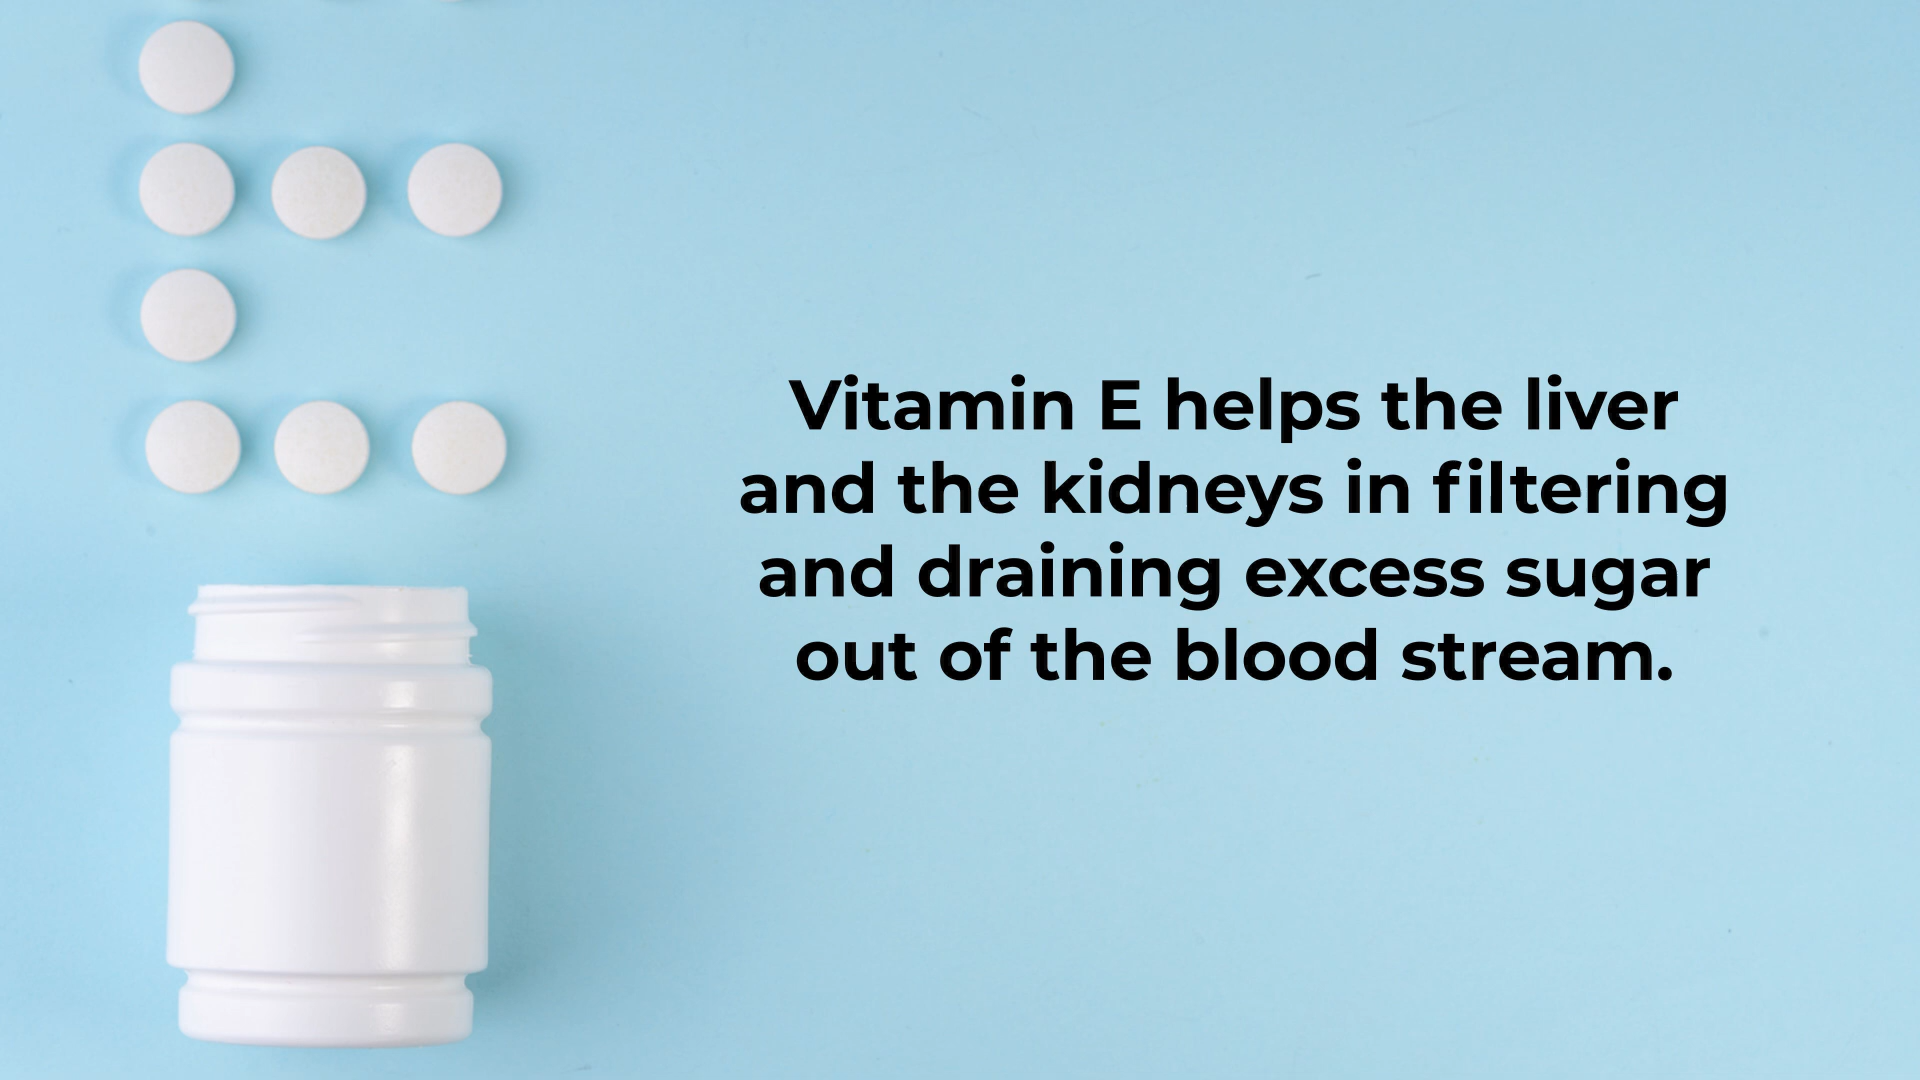 Vitamin E helps the liver
and the kidneys in filtering
and draining excess sugar
out of the blood stream.